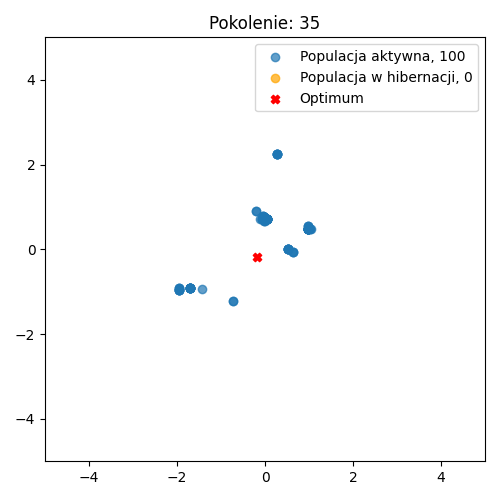 Pokolenie: 35
Populacja aktywna, 100
Populacja w hibernacji, 0
Optimum
4
2
0
−2
−4
−4 −2 0 2 4